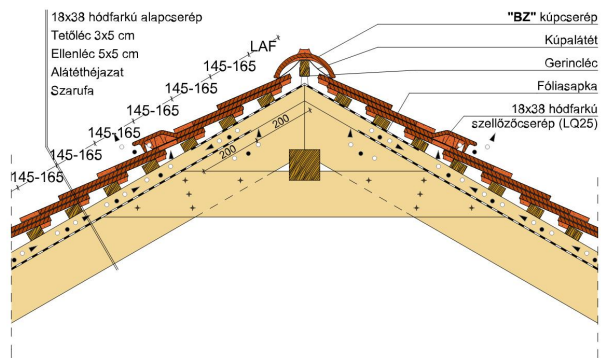 18x38 hódfarkú alapcserép
Tetőléc 3x5 cm
Ellenléc 5x5 cm
Alátéthéjazat
Szarufa
"BZ" kúpcserép
Kúpalátét
Gerincléc
Fóliasapka
18x38 hódfarkú
szellőzőcserép (LQ25)
LAF
145-165
145-165
145-165
145-165
145-165
200
200